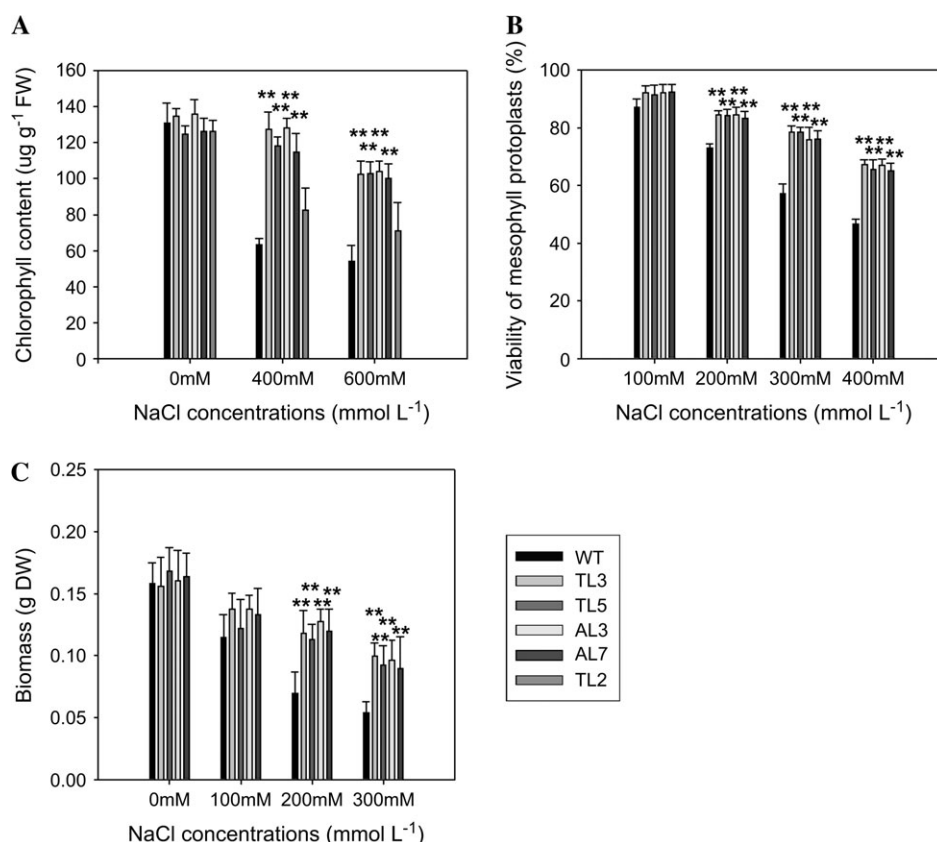 A
Chlorophyll content (ug g⁻¹ FW)
160
140
120
100
80
60
40
20
0
** ** ** **
** ** ** **
0mM 400mM 600mM
NaCl concentrations (mmol L⁻¹)
B
Viability of mesophyll protoplasts (%)
100
80
60
40
20
0
** ** ** **
** ** ** **
** ** ** **
100mM 200mM 300mM 400mM
NaCl concentrations (mmol L⁻¹)
C
Biomass (g DW)
0.25
0.20
0.15
0.10
0.05
0.00
** ** ** **
** ** ** **
0mM 100mM 200mM 300mM
NaCl concentrations (mmol L⁻¹)
WT
TL3
TL5
AL3
AL7
TL2